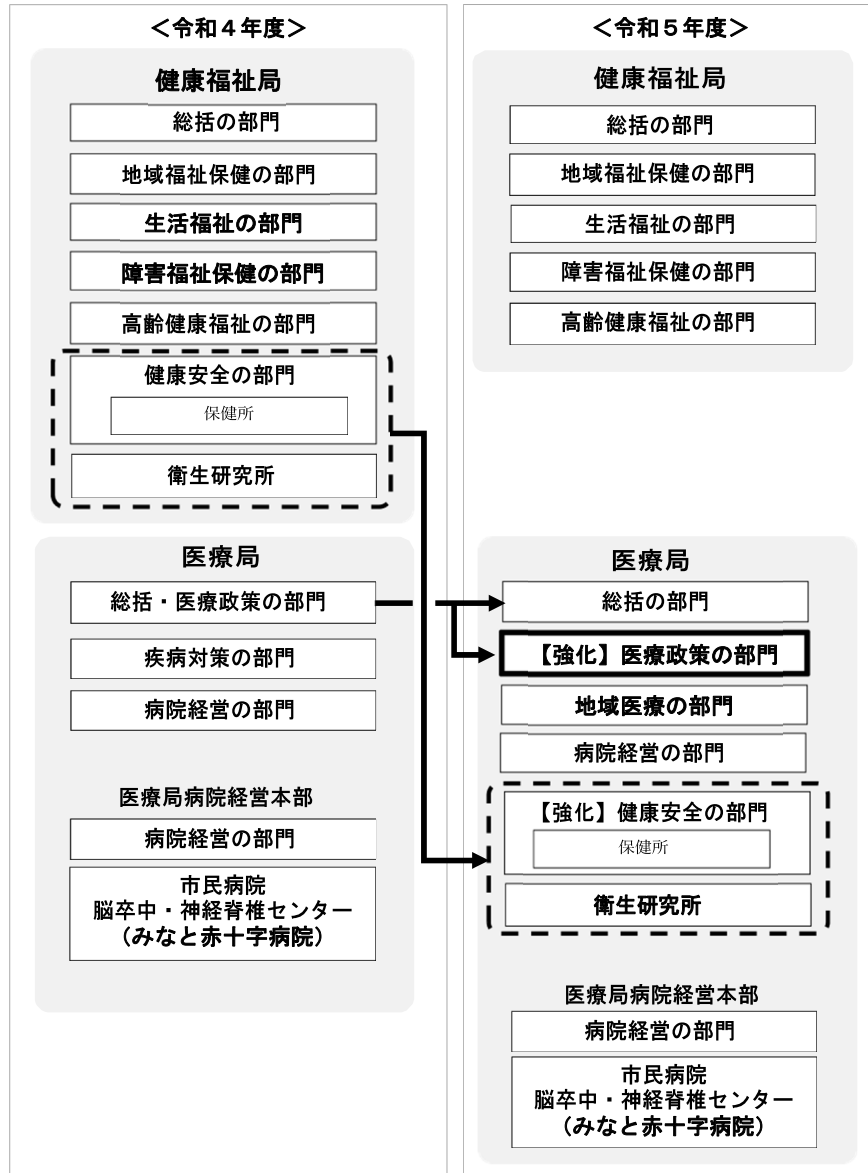 ＜令和４年度＞
健康福祉局
総括の部門
地域福祉保健の部門
生活福祉の部門
障害福祉保健の部門
高齢健康福祉の部門
健康安全の部門
保健所
衛生研究所
医療局
総括・医療政策の部門
疾病対策の部門
病院経営の部門
医療局病院経営本部
病院経営の部門
市民病院
脳卒中・神経脊椎センター
（みなと赤十字病院）
＜令和５年度＞
健康福祉局
総括の部門
地域福祉保健の部門
生活福祉の部門
障害福祉保健の部門
高齢健康福祉の部門
医療局
総括の部門
【強化】医療政策の部門
地域医療の部門
病院経営の部門
【強化】健康安全の部門
保健所
衛生研究所
医療局病院経営本部
病院経営の部門
市民病院
脳卒中・神経脊椎センター
（みなと赤十字病院）